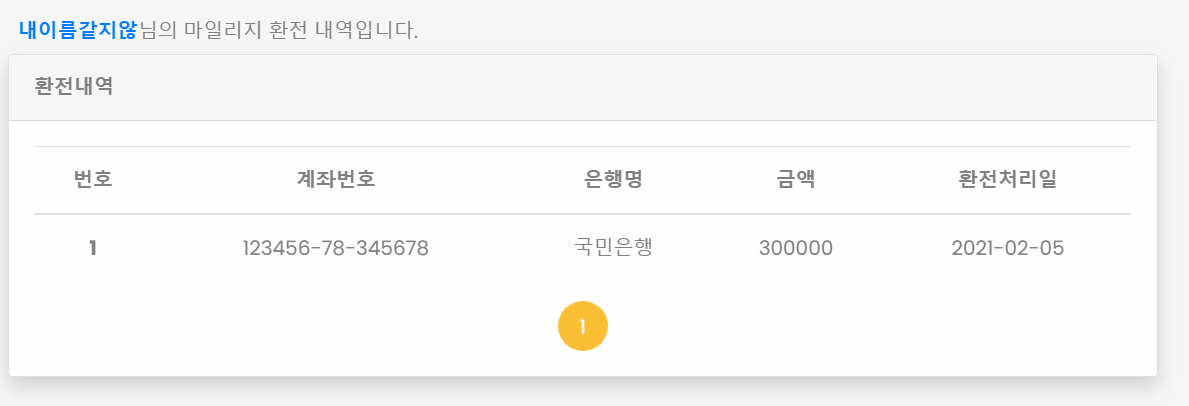 내이름같지않님의 마일리지 환전 내역입니다.
환전내역
번호 계좌번호 은행명 금액 환전처리일
1 123456-78-345678 국민은행 300000 2021-02-05
1